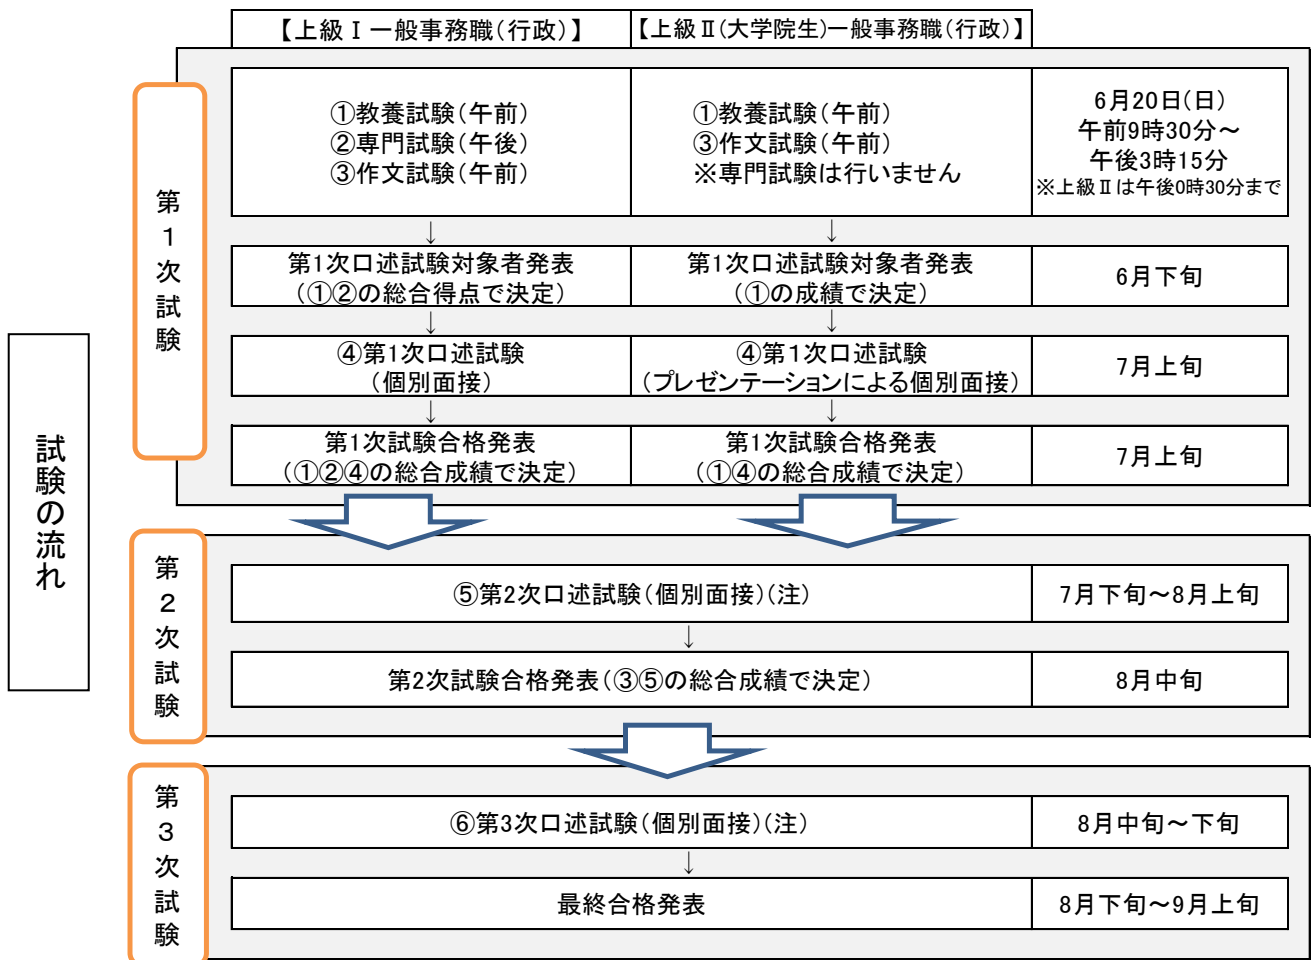 【上級Ⅰ一般事務職(行政)】
【上級Ⅱ(大学院生)一般事務職(行政)】
試験の流れ
第1次試験
①教養試験(午前)
②専門試験(午後)
③作文試験(午前)
①教養試験(午前)
③作文試験(午前)
※専門試験は行いません
6月20日(日)
午前9時30分～
午後3時15分
※上級Ⅱは午後0時30分まで
↓
↓
第1次口述試験対象者発表
(①②の総合得点で決定)
第1次口述試験対象者発表
(①の成績で決定)
6月下旬
↓
↓
④第1次口述試験
(個別面接)
④第1次口述試験
(プレゼンテーションによる個別面接)
7月上旬
↓
↓
第1次試験合格発表
(①②④の総合成績で決定)
第1次試験合格発表
(①④の総合成績で決定)
7月上旬
第2次試験
⑤第2次口述試験(個別面接)(注)
7月下旬～8月上旬
↓
第2次試験合格発表(③⑤の総合成績で決定)
8月中旬
第3次試験
⑥第3次口述試験(個別面接)(注)
8月中旬～下旬
↓
最終合格発表
8月下旬～9月上旬